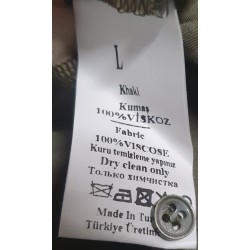 L
Khaki
Kumaş
100%VİSKOZ
Fabric
100%VISCOSE
Kuru temizleme yapınız
Dry clean only
Только химчистка
Made In
Türkiye Üretim